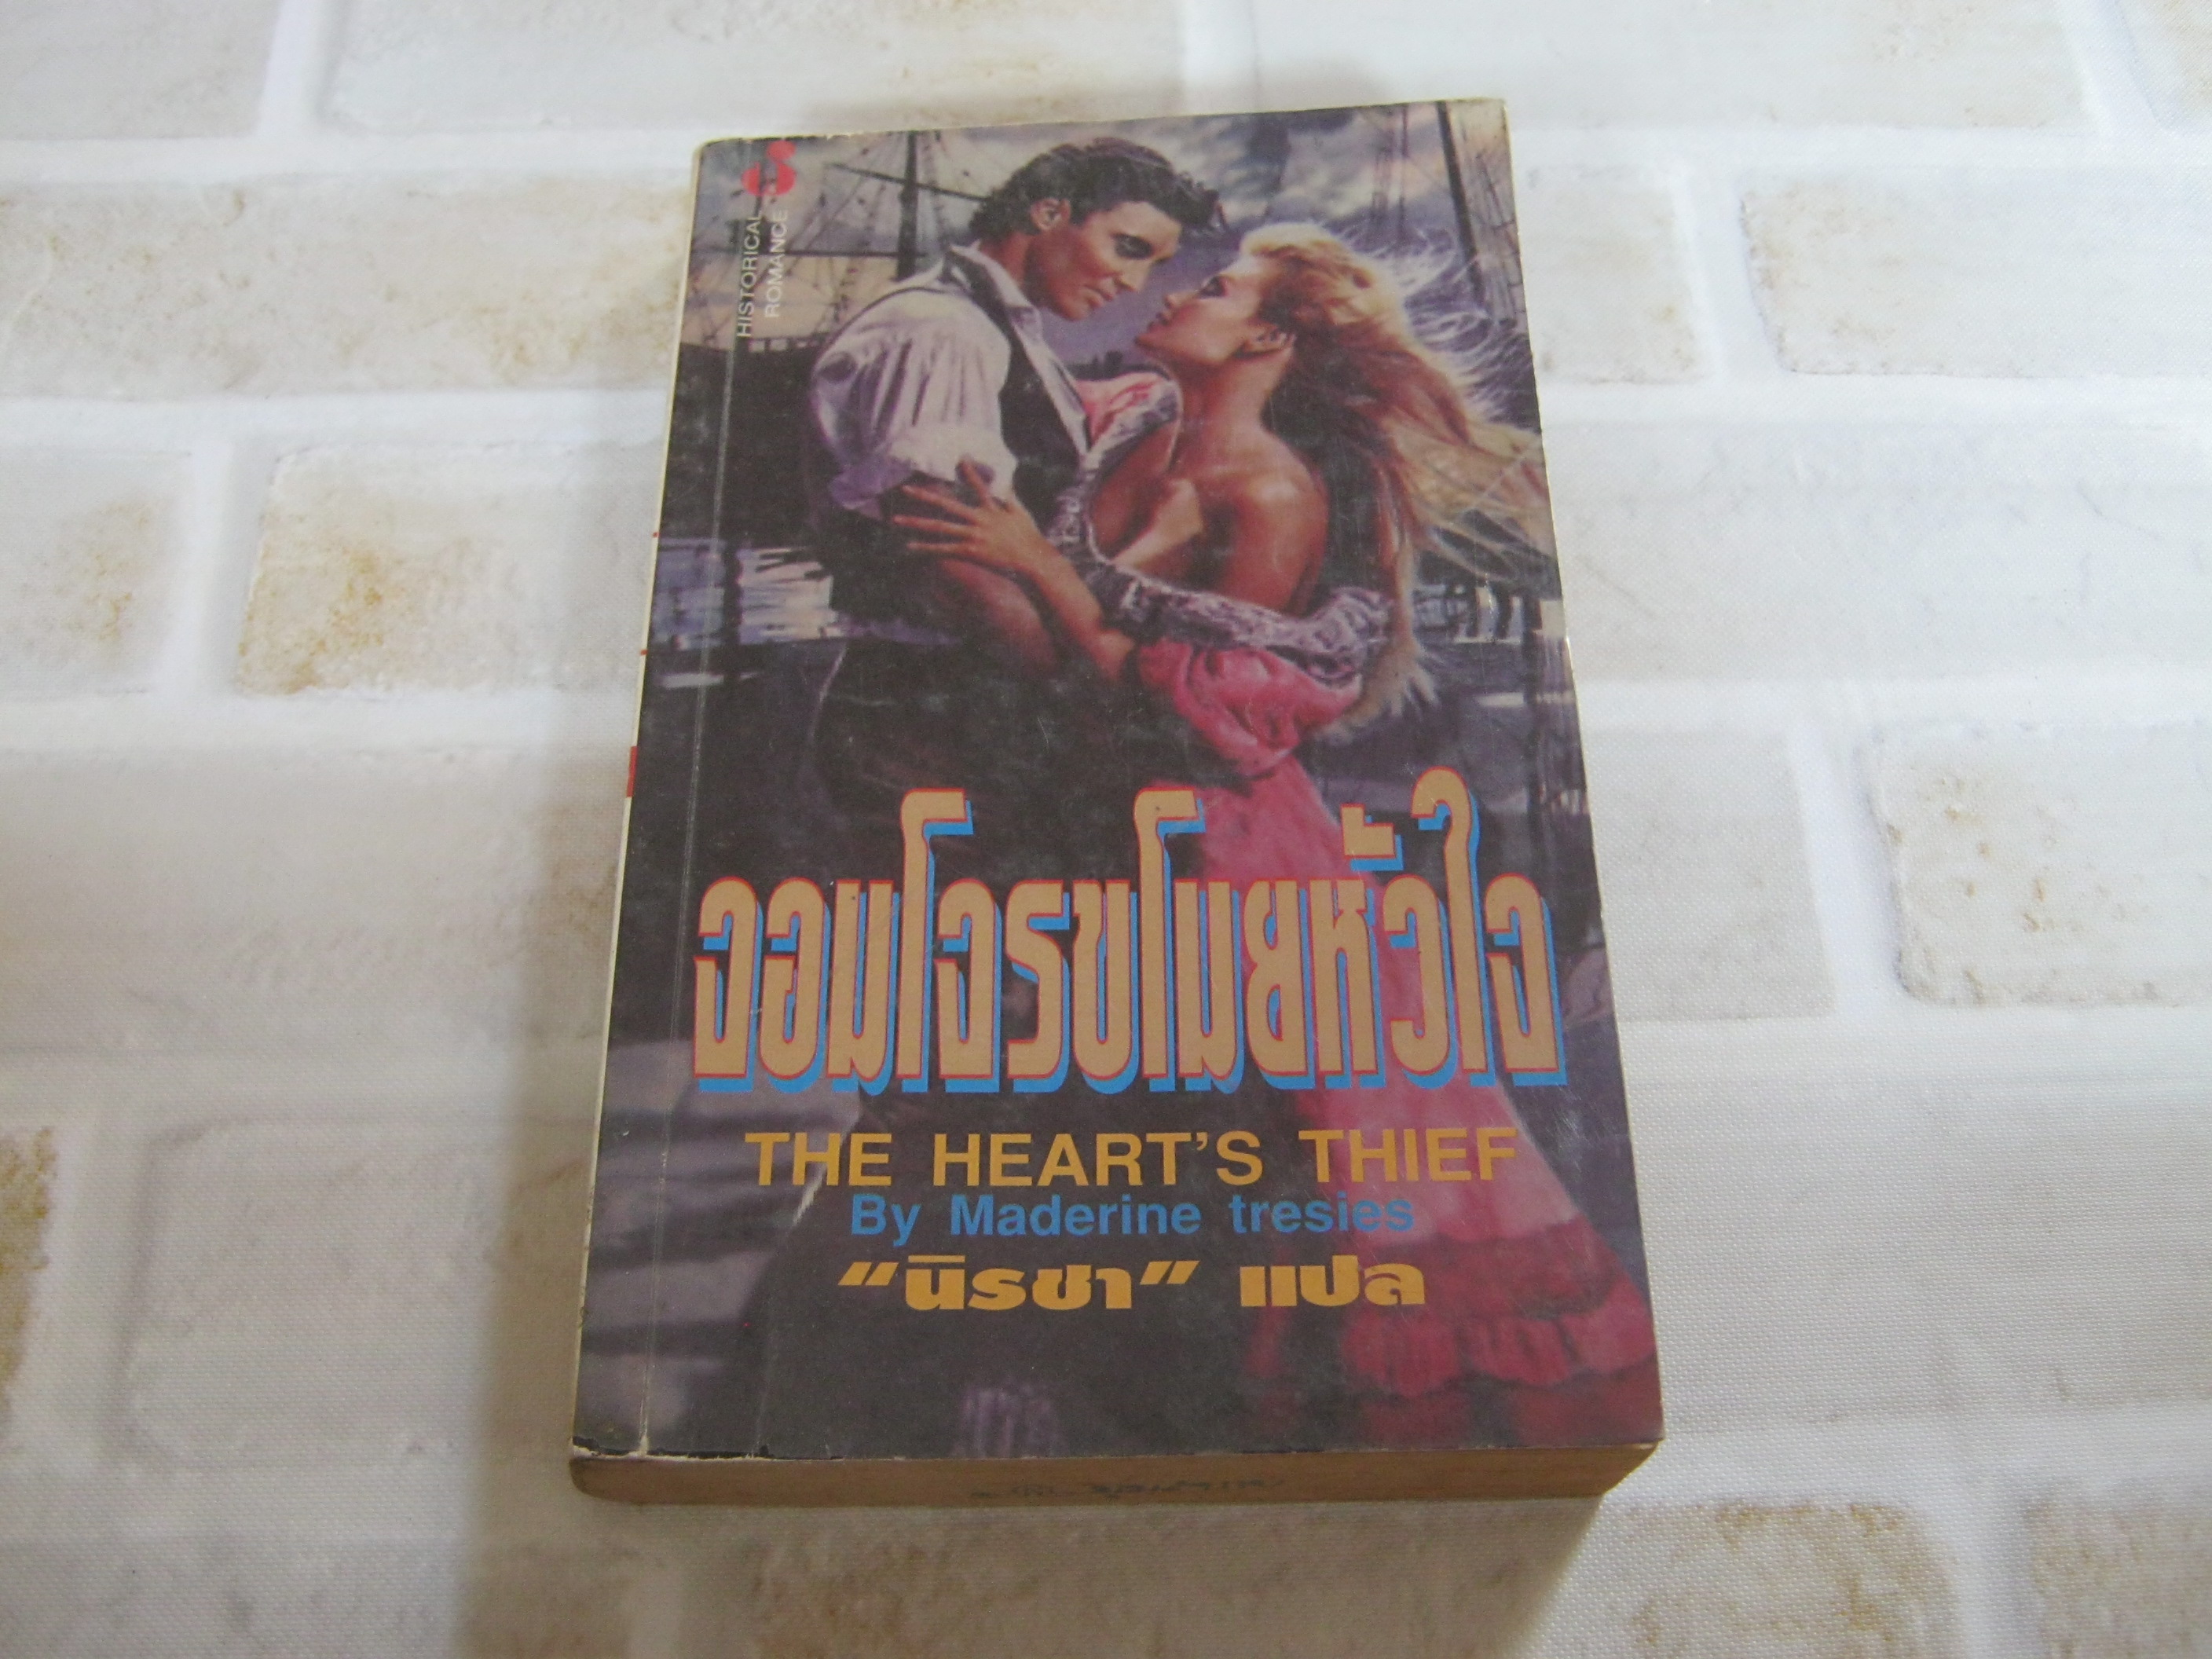 HISTORICAL
ROMANCE
จอมโจรขโมยหัวใจ
THE HEART'S THIEF
By Maderine tresies
"นิรชา" แปล